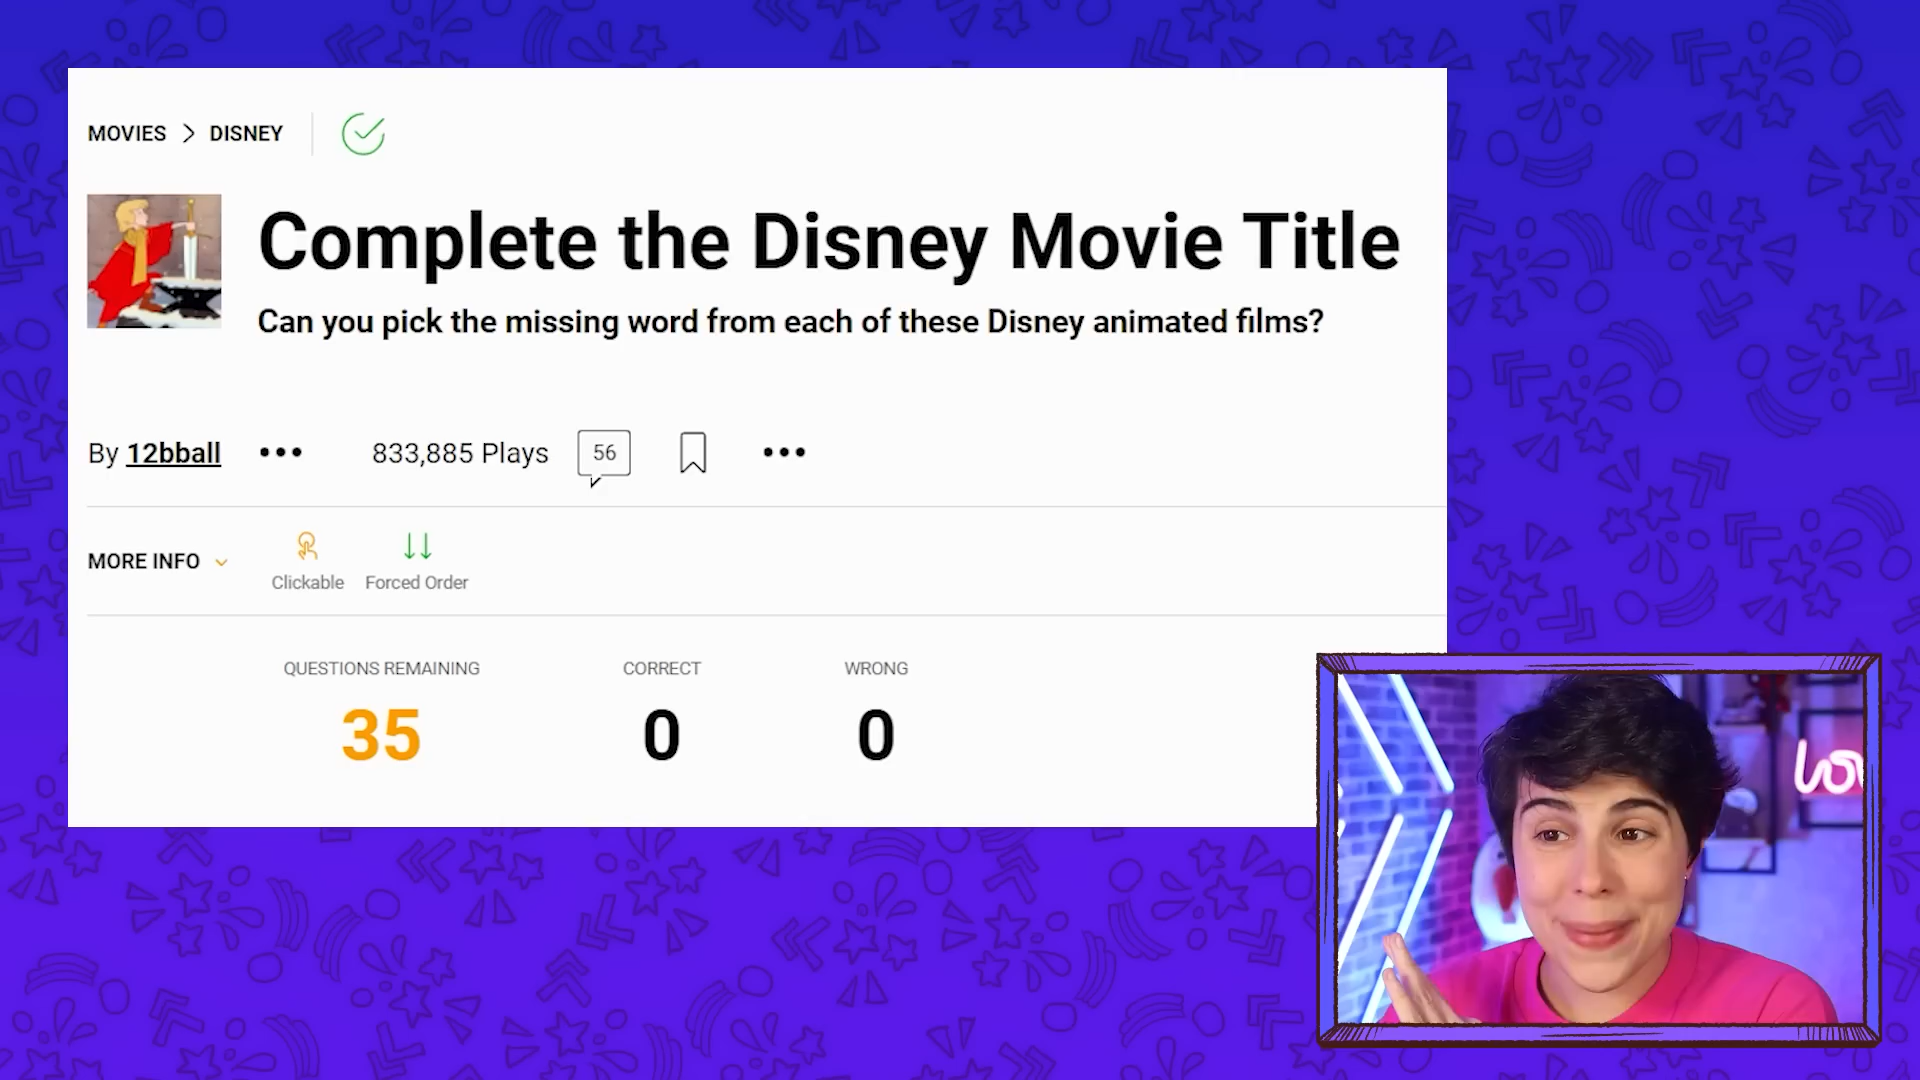 MOVIES > DISNEY
Complete the Disney Movie Title
Can you pick the missing word from each of these Disney animated films?
By 12bball ••• 833,885 Plays 56 •••
MORE INFO
Clickable Forced Order
QUESTIONS REMAINING CORRECT WRONG
35 0 0